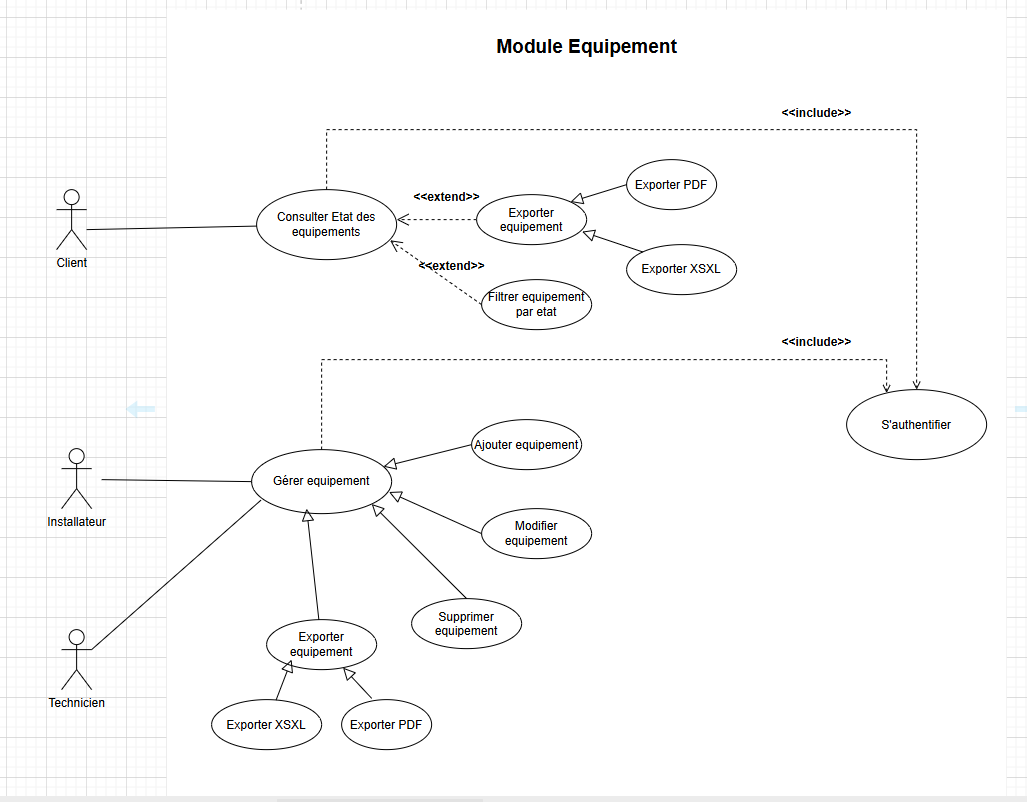 Module Equipement
<<include>>
Exporter PDF
<<extend>>
Consulter Etat des
equipements
Exporter
equipement
Client
<<extend>>
Exporter XSXL
Filtrer equipement
par etat
<<include>>
S'authentifier
Ajouter equipement
Gérer equipement
Installateur
Modifier
equipement
Supprimer
equipement
Exporter
equipement
Technicien
Exporter XSXL
Exporter PDF